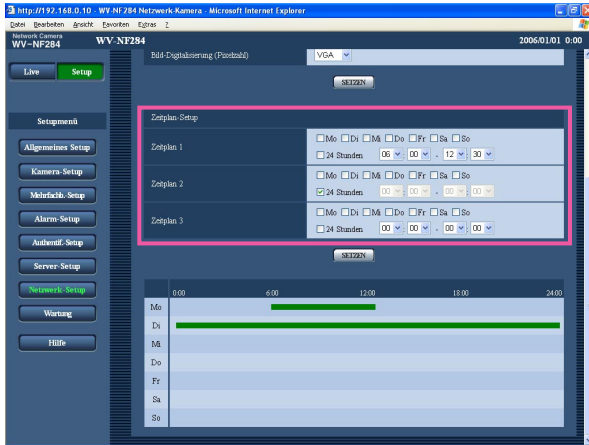 http://192.168.0.10 - WV-NF284 Netzwerk-Kamera - Microsoft Internet Explorer
Datei Bearbeiten Ansicht Favoriten Extras ?
Network Camera
WV-NF284
WV-NF284
2006/01/01 0:00
Live
Setup
Setupmenü
Allgemeines Setup
Kamera-Setup
Mehrfachb.-Setup
Alarm-Setup
Authentif.-Setup
Server-Setup
Netzwerk-Setup
Wartung
Hilfe
Bild-Digitalisierung (Pixelzahl) VGA
SETZEN
Zeitplan-Setup
Zeitplan 1 Mo Di Mi Do Fr Sa So
24 Stunden 06 : 00 - 12 : 30
Zeitplan 2 Mo Di Mi Do Fr Sa So
24 Stunden 00 : 00 - 00 : 00
Zeitplan 3 Mo Di Mi Do Fr Sa So
24 Stunden 00 : 00 - 00 : 00
SETZEN
0:00 6:00 12:00 18:00 24:00
Mo
Di
Mi
Do
Fr
Sa
So